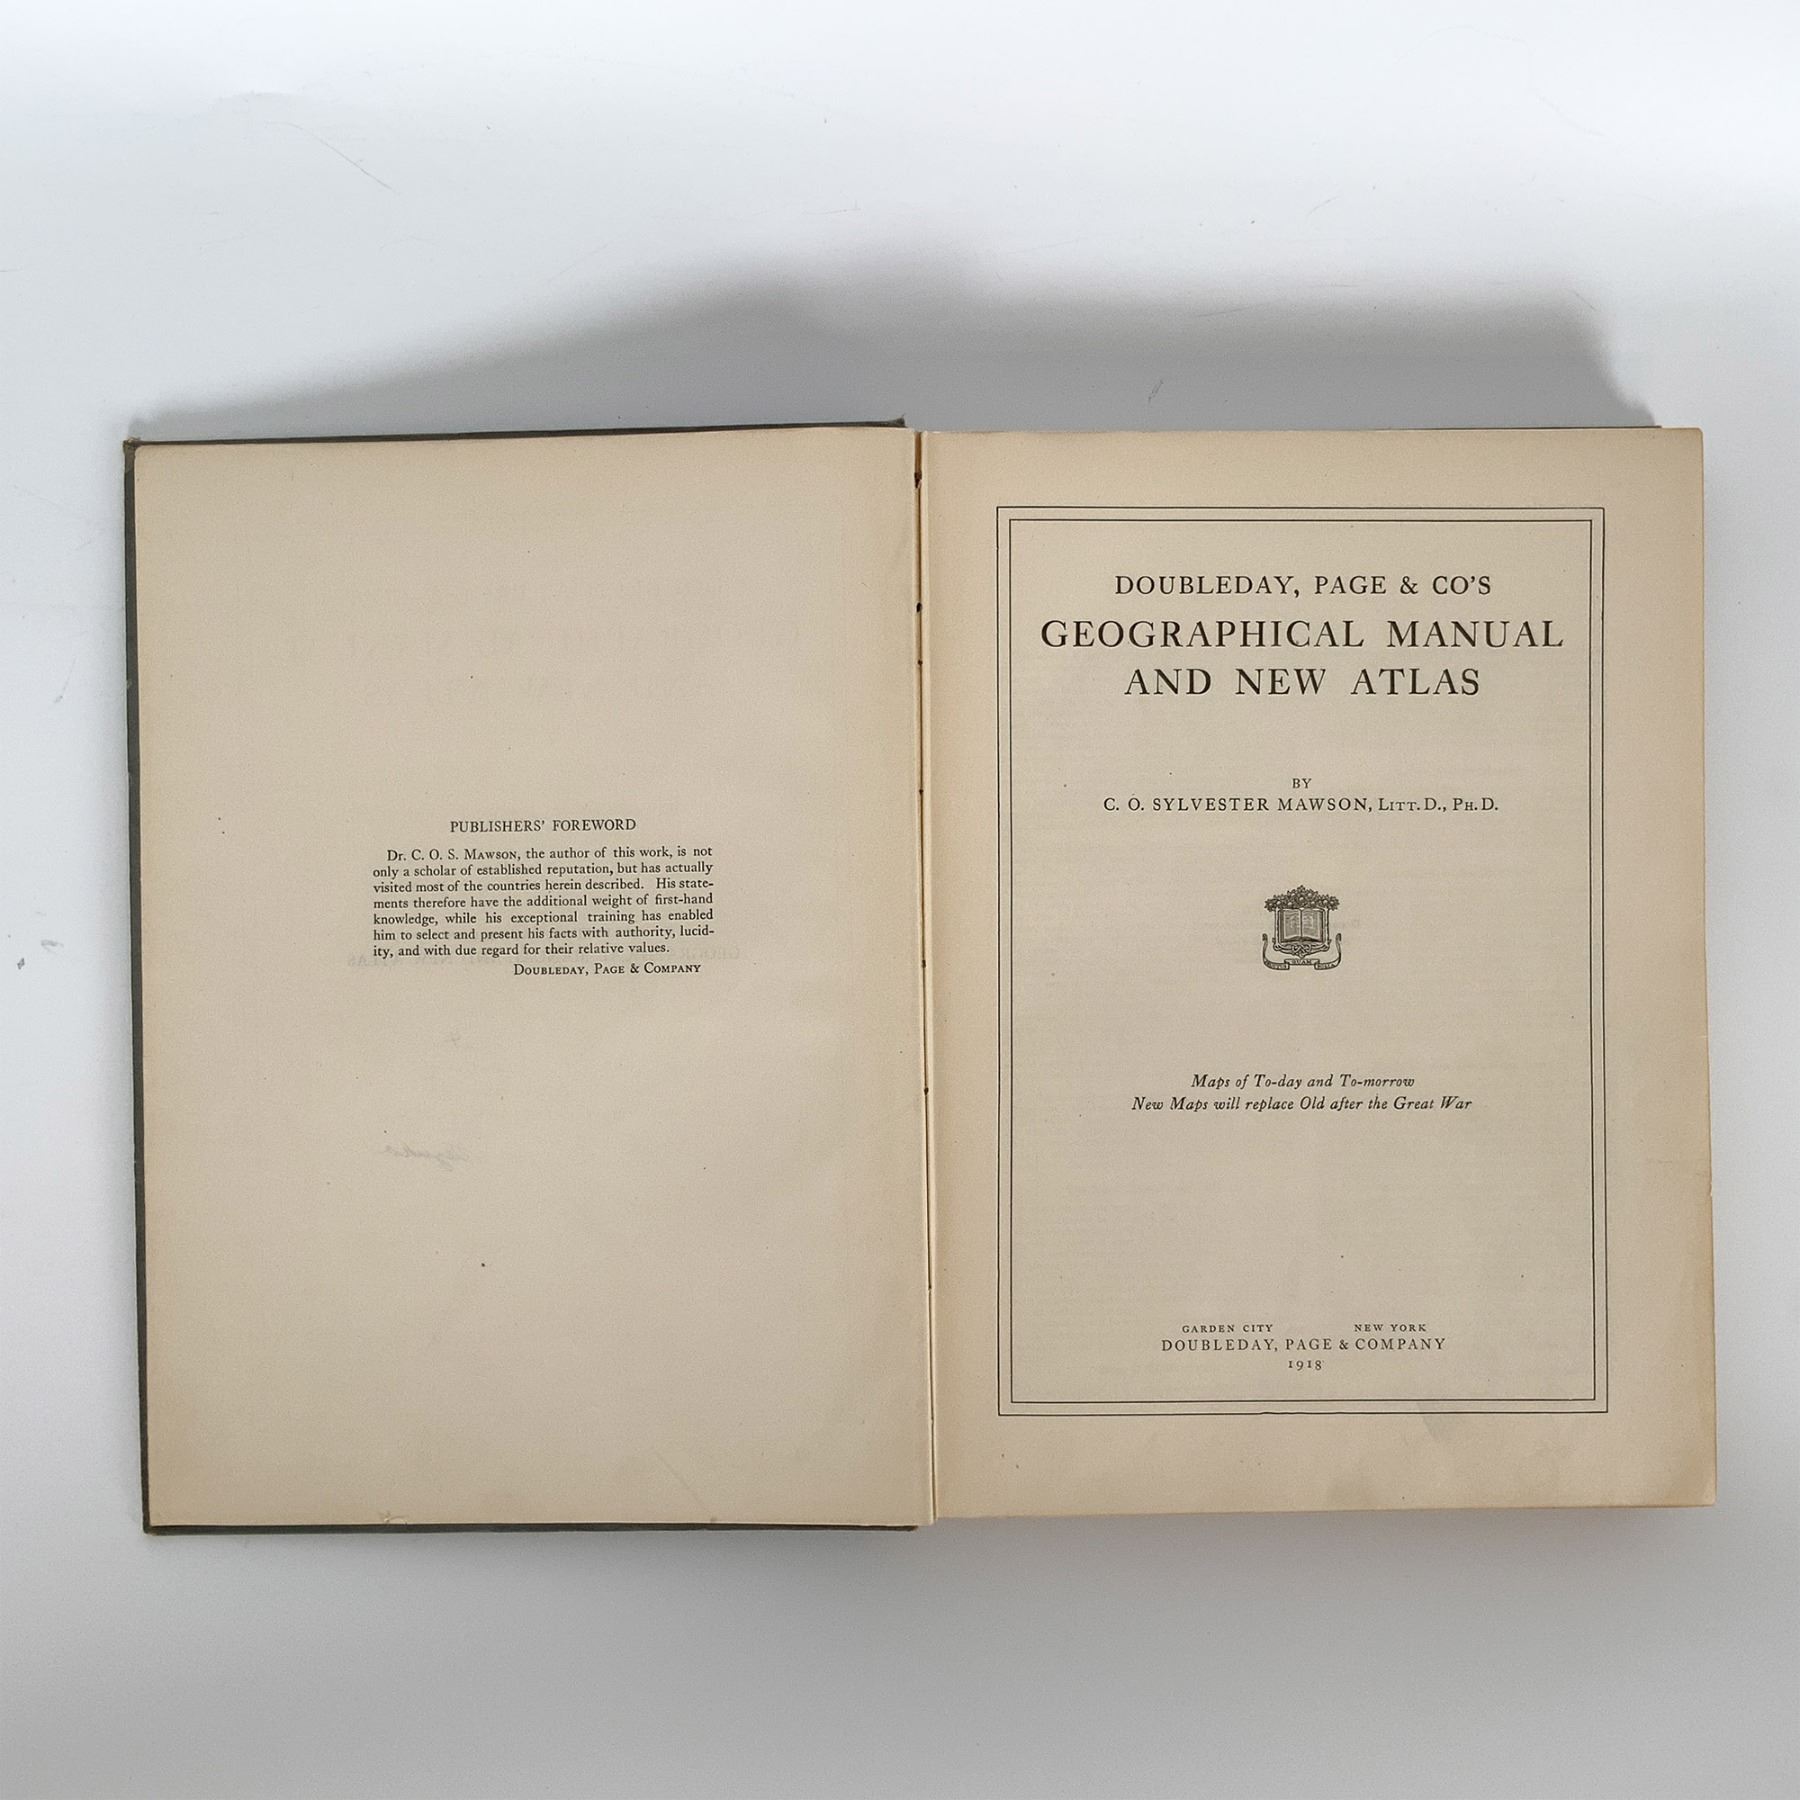 PUBLISHERS' FOREWORD
Dr. C. O. S. Mawson, the author of this work, is not
only a scholar of established reputation, but has actually
visited most of the countries herein described. His state-
ments therefore have the additional weight of first-hand
knowledge, while his exceptional training has enabled
him to select and present his facts with authority, lucid-
ity, and with due regard for their relative values.
Doubleday, Page & Company
DOUBLEDAY, PAGE & CO'S
GEOGRAPHICAL MANUAL
AND NEW ATLAS
BY
C. O. SYLVESTER MAWSON, Litt. D., Ph. D.
Maps of To-day and To-morrow
New Maps will replace Old after the Great War
GARDEN CITY NEW YORK
DOUBLEDAY, PAGE & COMPANY
1918